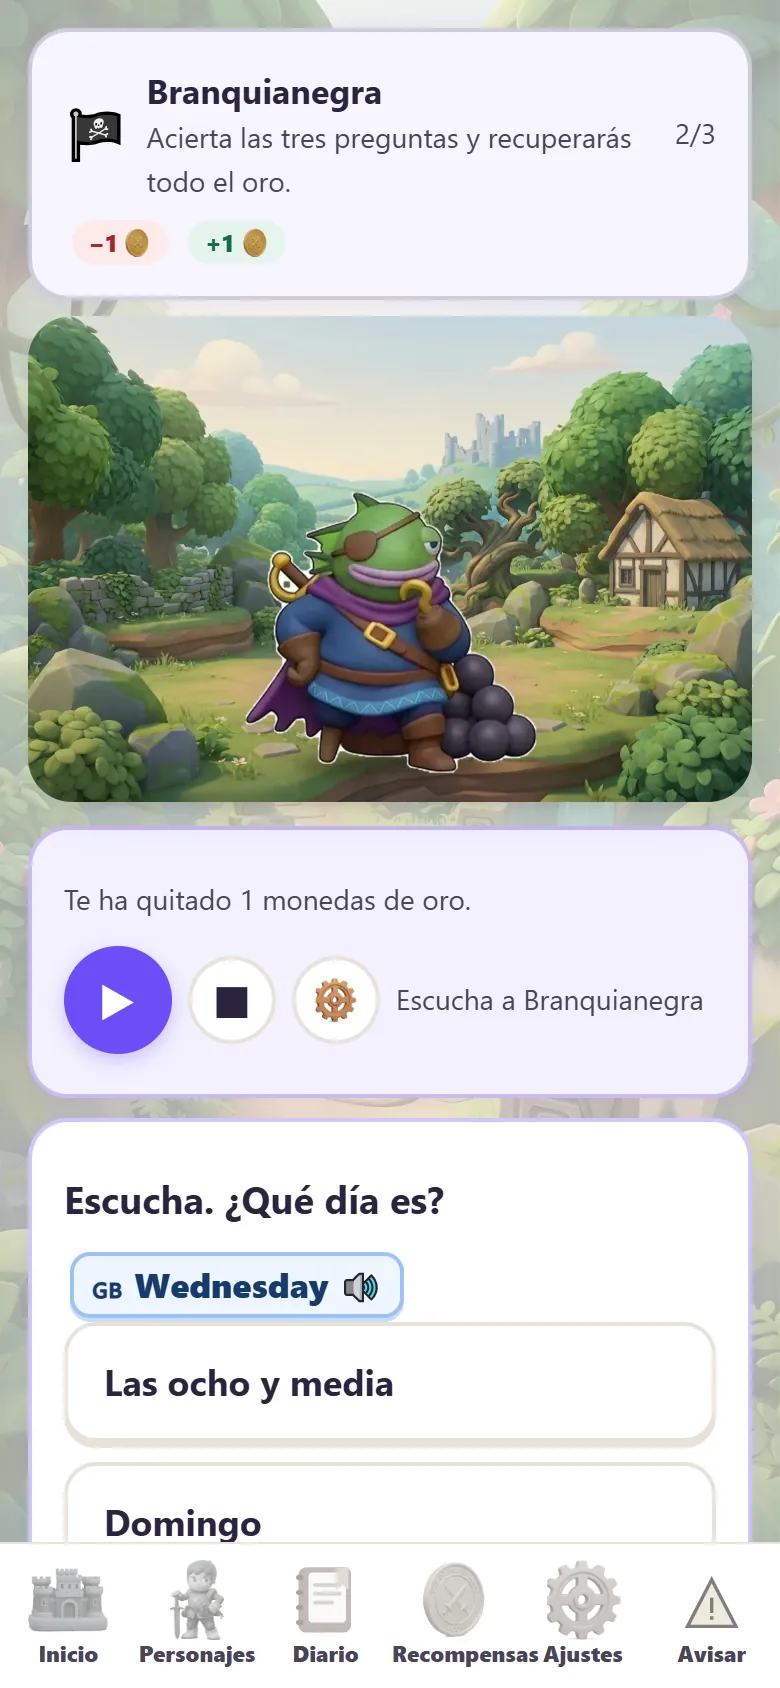 Branquianegra
Acierta las tres preguntas y recuperarás
todo el oro.
2/3
−1
+1
Te ha quitado 1 monedas de oro.
Escucha a Branquianegra
Escucha. ¿Qué día es?
GB Wednesday
Las ocho y media
Domingo
Inicio
Personajes
Diario
Recompensas
Ajustes
Avisar